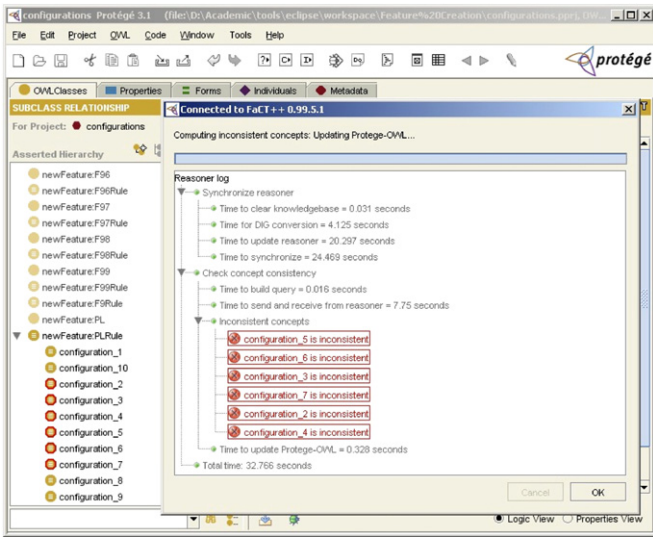 configurations Protégé 3.1 (file:\D:\Academic\tools\eclipse\workspace\Feature%20Creation\configurations.pprj, OW...
File Edit Project OWL Code Window Tools Help
protégé
OWLClasses Properties Forms Individuals Metadata
SUBCLASS RELATIONSHIP
For Project: configurations
Asserted Hierarchy
newFeature:F96
newFeature:F96Rule
newFeature:F97
newFeature:F97Rule
newFeature:F98
newFeature:F98Rule
newFeature:F99
newFeature:F99Rule
newFeature:F9Rule
newFeature:PL
newFeature:PLRule
configuration_1
configuration_10
configuration_2
configuration_3
configuration_4
configuration_5
configuration_6
configuration_7
configuration_8
configuration_9
Connected to FaCT++ 0.99.5.1
Computing inconsistent concepts: Updating Protege-OWL...
Reasoner log
Synchronize reasoner
Time to clear knowledgebase = 0.031 seconds
Time for DIG conversion = 4.125 seconds
Time to update reasoner = 20.297 seconds
Time to synchronize = 24.469 seconds
Check concept consistency
Time to build query = 0.016 seconds
Time to send and receive from reasoner = 7.75 seconds
Inconsistent concepts
configuration_5 is inconsistent
configuration_6 is inconsistent
configuration_3 is inconsistent
configuration_7 is inconsistent
configuration_2 is inconsistent
configuration_4 is inconsistent
Time to update Protege-OWL = 0.328 seconds
Total time: 32.766 seconds
Cancel OK
Logic View Properties View